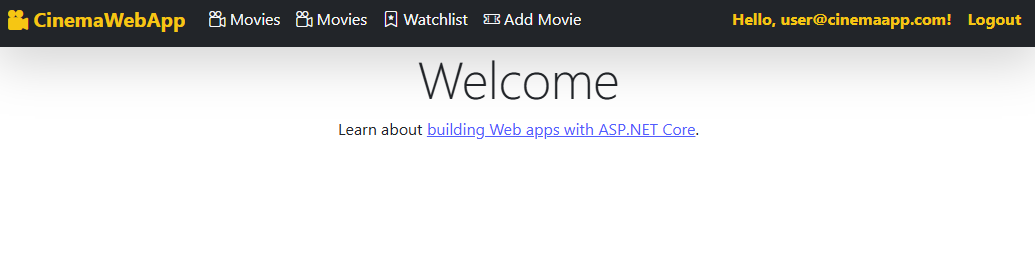 CinemaWebApp Movies Movies Watchlist Add Movie Hello, user@cinemaapp.com! Logout
Welcome
Learn about building Web apps with ASP.NET Core.